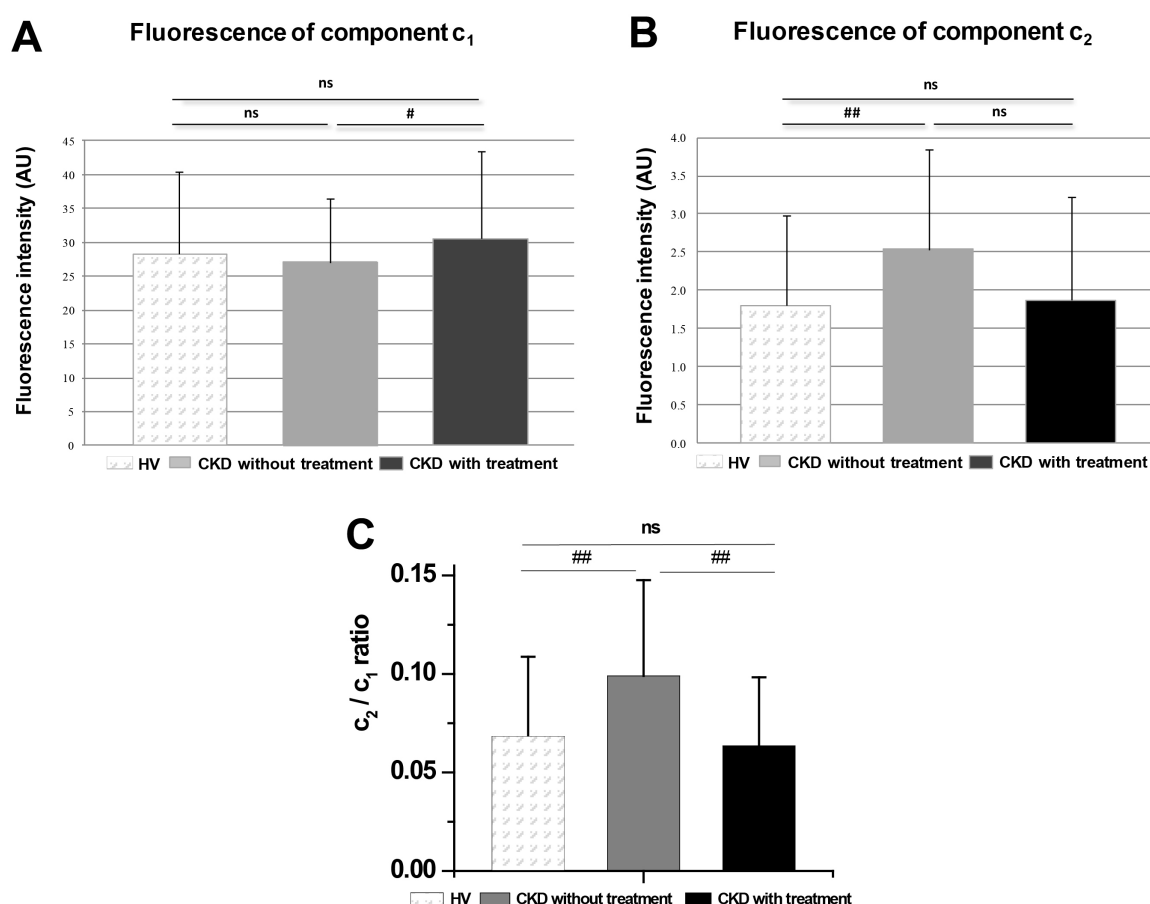 A
Fluorescence of component c₁
ns
ns #
Fluorescence intensity (AU)
45
40
35
30
25
20
15
10
5
0
HV CKD without treatment CKD with treatment
B
Fluorescence of component c₂
ns
## ns
Fluorescence intensity (AU)
4.0
3.5
3.0
2.5
2.0
1.5
1.0
0.5
0.0
HV CKD without treatment CKD with treatment
C
ns
## ##
c₂ / c₁ ratio
0.15
0.10
0.05
0.00
HV CKD without treatment CKD with treatment